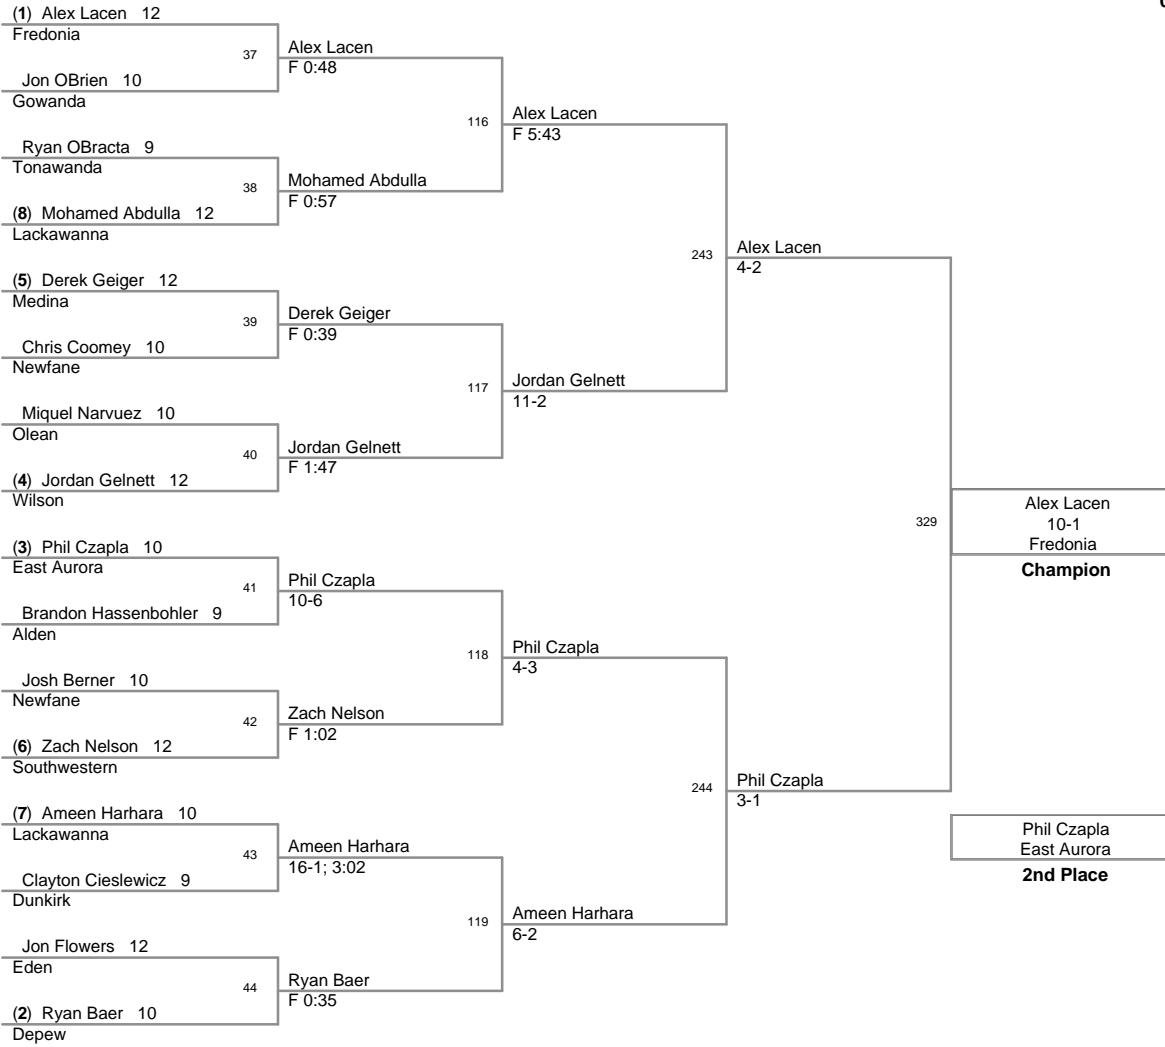 (1) Alex Lacen 12
Fredonia
37
Jon OBrien 10
Gowanda
Ryan OBracta 9
Tonawanda
38
(8) Mohamed Abdulla 12
Lackawanna
(5) Derek Geiger 12
Medina
39
Chris Coomey 10
Newfane
Miquel Narvuez 10
Olean
40
(4) Jordan Gelnett 12
Wilson
(3) Phil Czapla 10
East Aurora
41
Brandon Hassenbohler 9
Alden
Josh Berner 10
Newfane
42
(6) Zach Nelson 12
Southwestern
(7) Ameen Harhara 10
Lackawanna
43
Clayton Cieslewicz 9
Dunkirk
Jon Flowers 12
Eden
44
(2) Ryan Baer 10
Depew
Alex Lacen
F 0:48
116
Mohamed Abdulla
F 0:57
Derek Geiger
F 0:39
117
Jordan Gelnett
F 1:47
Phil Czapla
10-6
118
Zach Nelson
F 1:02
Ameen Harhara
16-1; 3:02
119
Ryan Baer
F 0:35
Alex Lacen
F 5:43
243
Jordan Gelnett
11-2
Phil Czapla
4-3
244
Ameen Harhara
6-2
Alex Lacen
4-2
329
Phil Czapla
3-1
Alex Lacen
10-1
Fredonia
Champion
Phil Czapla
East Aurora
2nd Place